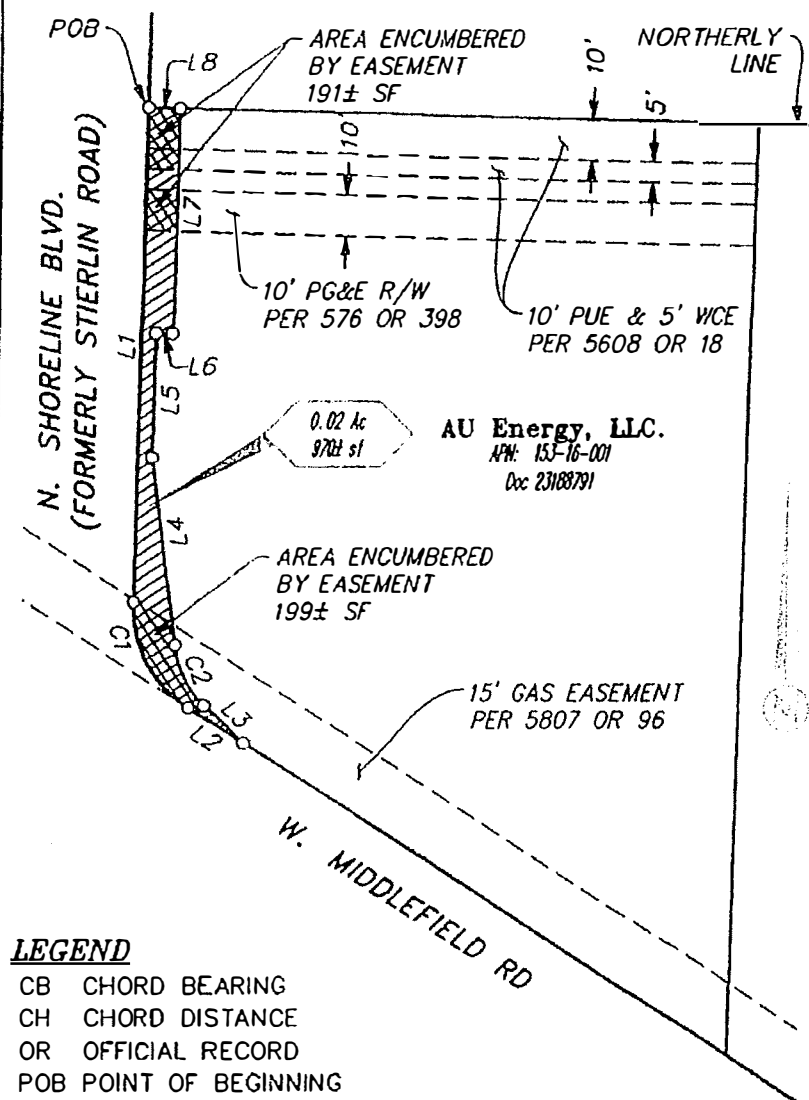 POB
L8
AREA ENCUMBERED
BY EASEMENT
191± SF
10'
NORTHERLY
LINE
5'
10'
N. SHORELINE BLVD.
(FORMERLY STIERLIN ROAD)
L7
10' PG&E R/W
PER 576 OR 398
10' PUE & 5' WCE
PER 5608 OR 18
L1
L6
L5
0.02 Ac
970± sf
AU Energy, LLC.
APN: 153-16-001
Doc 23188791
L4
AREA ENCUMBERED
BY EASEMENT
199± SF
C1
C2
L3
L2
15' GAS EASEMENT
PER 5807 OR 96
W. MIDDLEFIELD RD
LEGEND
CB CHORD BEARING
CH CHORD DISTANCE
OR OFFICIAL RECORD
POB POINT OF BEGINNING